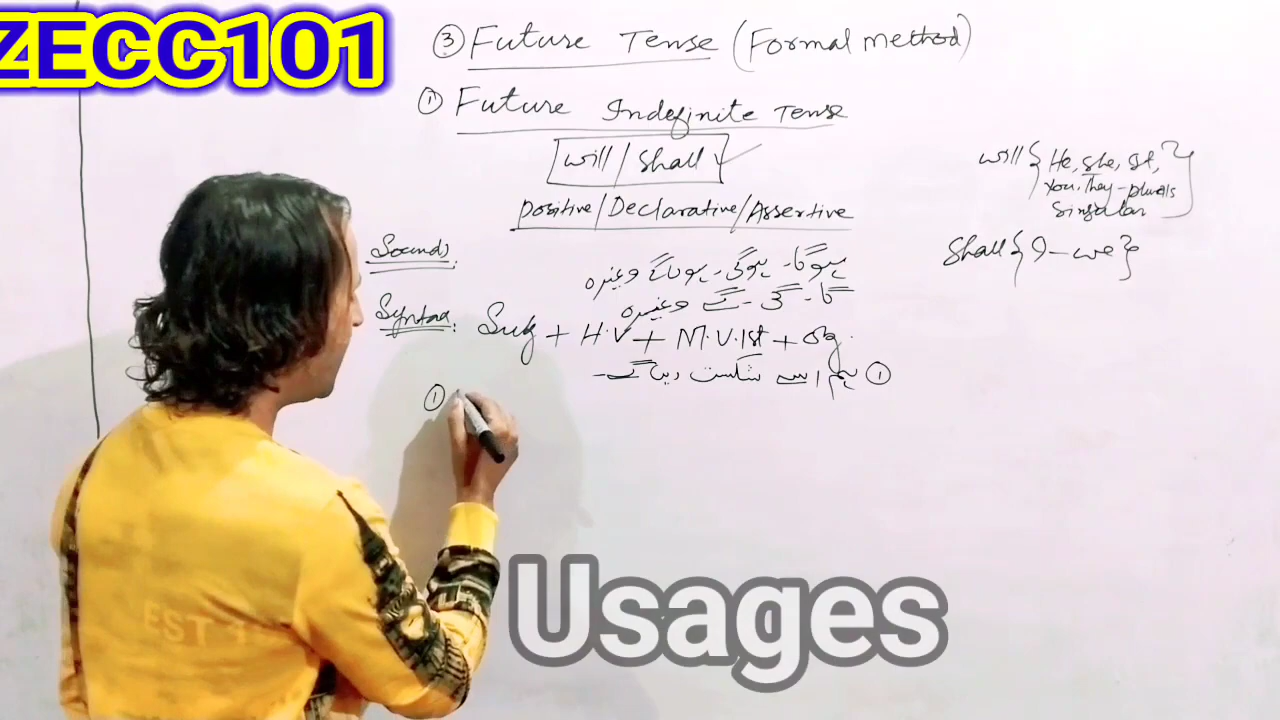 ZECC101
③ Future Tense (Formal method)
① Future Indefinite Tense
will / shall ✓
Positive/Declarative/Assertive
will { He, she, it,
You, They - plurals
Singular }
Shall { I - we }
Sounds:
ہوگا - ہوگی - ہوں گے وغیرہ
گا - گی - گے وغیرہ
Syntax: Sub + H.V + M.V.1st + Obj.
① ہم اسے شکست دیں گے -
①
EST
Usages